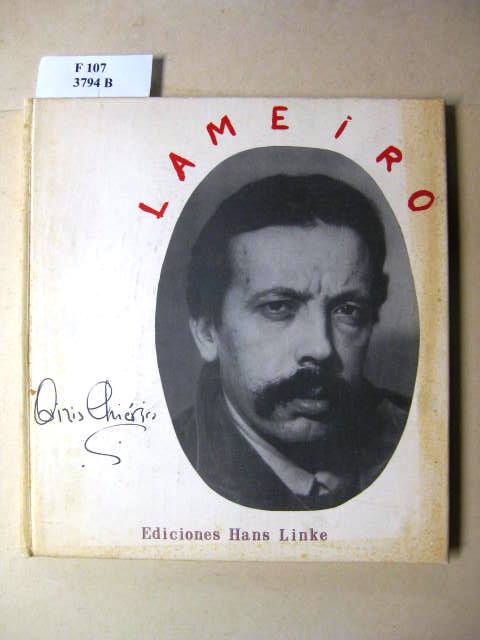 F 107
3794 B
LAMEiRO
Ediciones Hans Linke